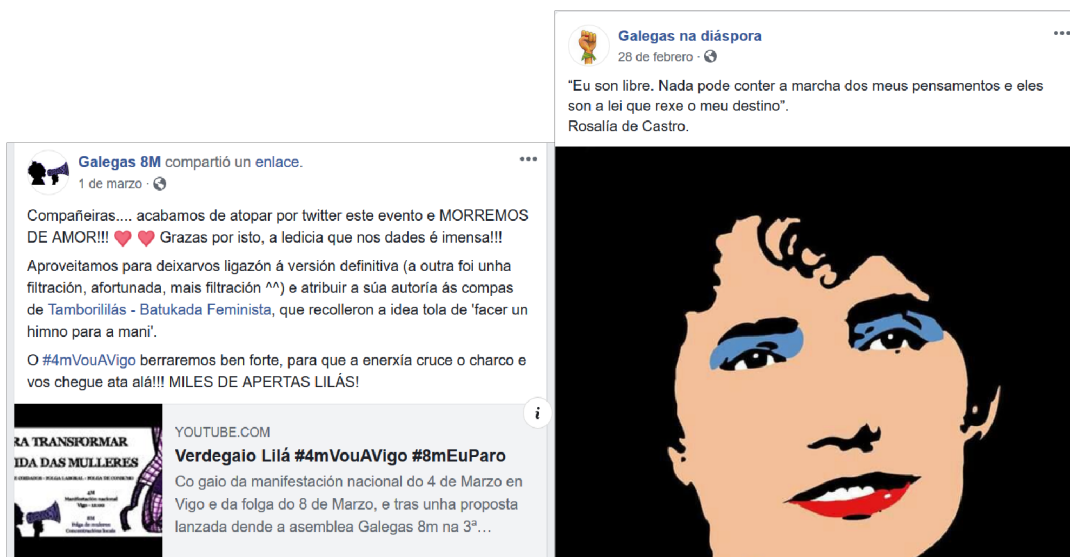 Galegas 8M compartió un enlace.
1 de marzo ·
Compañeiras.... acabamos de atopar por twitter este evento e MORREMOS
DE AMOR!!! Grazas por isto, a ledicia que nos dades é imensa!!!
Aproveitamos para deixarvos ligazón á versión definitiva (a outra foi unha
filtración, afortunada, mais filtración ^^) e atribuir a súa autoría ás compas
de Tamborililás - Batukada Feminista, que recolleron a idea tola de 'facer un
himno para a mani'.
O #4mVouAVigo berraremos ben forte, para que a enerxía cruce o charco e
vos chegue ata alá!!! MILES DE APERTAS LILÁS!
RA TRANSFORMAR
IDA DAS MULLERES
4M
Manifestación nacional
8M
YOUTUBE.COM
Verdegaio Lilá #4mVouAVigo #8mEuParo
Co gaio da manifestación nacional do 4 de Marzo en
Vigo e da folga do 8 de Marzo, e tras unha proposta
lanzada dende a asemblea Galegas 8m na 3ª...
Galegas na diáspora
28 de febrero ·
“Eu son libre. Nada pode conter a marcha dos meus pensamentos e eles
son a lei que rexe o meu destino”.
Rosalía de Castro.